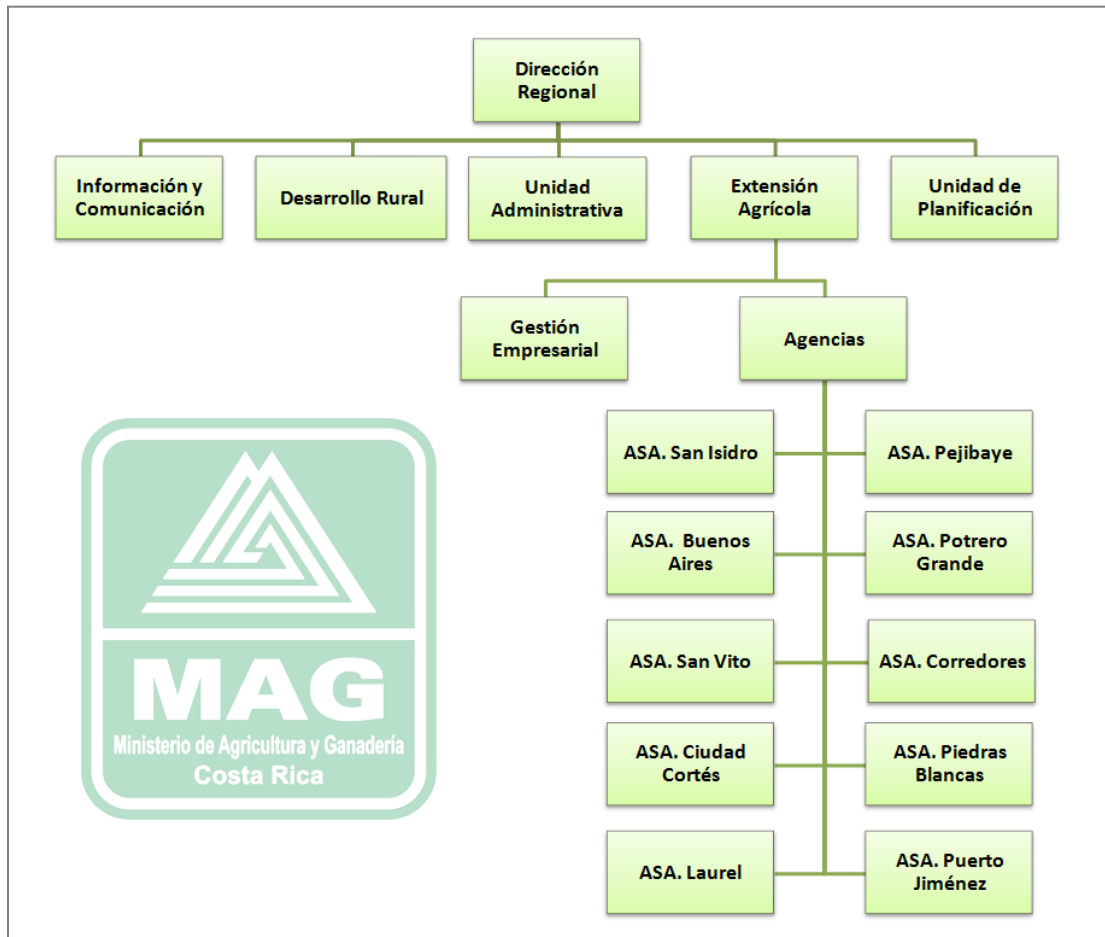 Dirección
Regional
Información y
Comunicación
Desarrollo Rural
Unidad
Administrativa
Extensión
Agrícola
Unidad de
Planificación
Gestión
Empresarial
Agencias
ASA. San Isidro
ASA. Pejibaye
ASA.  Buenos
Aires
ASA. Potrero
Grande
ASA. San Vito
ASA. Corredores
ASA. Ciudad
Cortés
ASA. Piedras
Blancas
ASA. Laurel
ASA. Puerto
Jiménez
MAG
Ministerio de Agricultura y Ganadería
Costa Rica